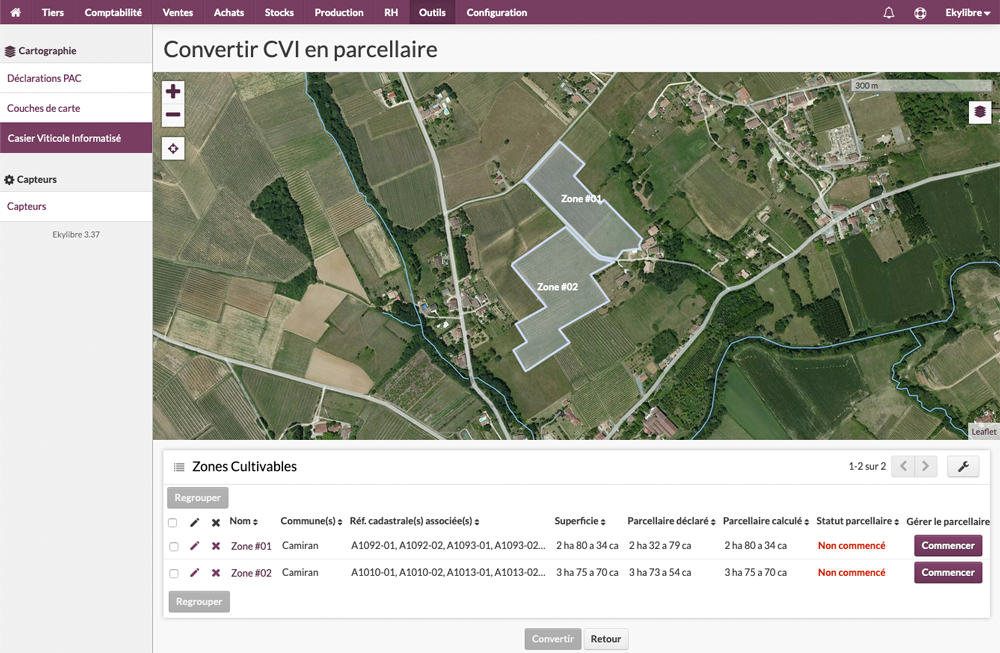 Tiers Comptabilité Ventes Achats Stocks Production RH Outils Configuration Ekylibre
Cartographie
Déclarations PAC
Couches de carte
Casier Viticole Informatisé
Capteurs
Capteurs
Ekylibre 3.37
Convertir CVI en parcellaire
300 m
Zone #01
Zone #02
Leaflet
Zones Cultivables 1-2 sur 2
Regrouper
Nom Commune(s) Réf. cadastrale(s) associée(s) Superficie Parcellaire déclaré Parcellaire calculé Statut parcellaire Gérer le parcellaire
Zone #01 Camiran A1092-01, A1092-02, A1093-01, A1093-02... 2 ha 80 a 34 ca 2 ha 32 a 79 ca 2 ha 80 a 34 ca Non commencé Commencer
Zone #02 Camiran A1010-01, A1010-02, A1013-01, A1013-02... 3 ha 75 a 70 ca 3 ha 73 a 54 ca 3 ha 75 a 70 ca Non commencé Commencer
Regrouper
Convertir Retour